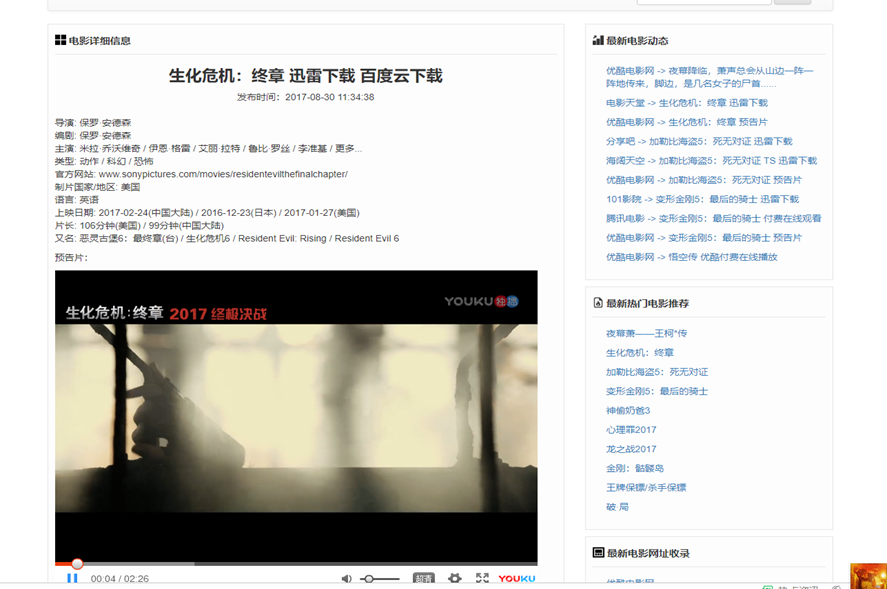 电影详细信息
生化危机：终章 迅雷下载 百度云下载
发布时间：2017-08-30 11:34:38
导演: 保罗·安德森
编剧: 保罗·安德森
主演: 米拉·乔沃维奇 / 伊恩·格雷 / 艾丽·拉特 / 鲁比·罗丝 / 李准基 / 更多...
类型: 动作 / 科幻 / 恐怖
官方网站: www.sonypictures.com/movies/residentevilthefinalchapter/
制片国家/地区: 美国
语言: 英语
上映日期: 2017-02-24(中国大陆) / 2016-12-23(日本) / 2017-01-27(美国)
片长: 106分钟(美国) / 99分钟(中国大陆)
又名: 恶灵古堡6：最终章(台) / 生化危机6 / Resident Evil: Rising / Resident Evil 6
预告片：
YOUKU独播
生化危机:终章 2017 终极决战
00:04 / 02:26
超清
YOUKU
最新电影动态
优酷电影网 -> 夜幕降临，萧声总会从山边一阵一
阵地传来，脚边，是几名女子的尸首......
电影天堂 -> 生化危机：终章 迅雷下载
优酷电影网 -> 生化危机：终章 预告片
分享吧 -> 加勒比海盗5：死无对证 迅雷下载
海阔天空 -> 加勒比海盗5：死无对证 TS 迅雷下载
优酷电影网 -> 加勒比海盗5：死无对证 预告片
101影院 -> 变形金刚5：最后的骑士 迅雷下载
腾讯电影 -> 变形金刚5：最后的骑士 付费在线观看
优酷电影网 -> 变形金刚5：最后的骑士 预告片
优酷电影网 -> 悟空传 优酷付费在线播放
最新热门电影推荐
夜幕萧——王柯*传
生化危机：终章
加勒比海盗5：死无对证
变形金刚5：最后的骑士
神偷奶爸3
心理罪2017
龙之战2017
金刚：骷髅岛
王牌保镖/杀手保镖
破·局
最新电影网址收录
优酷电影网